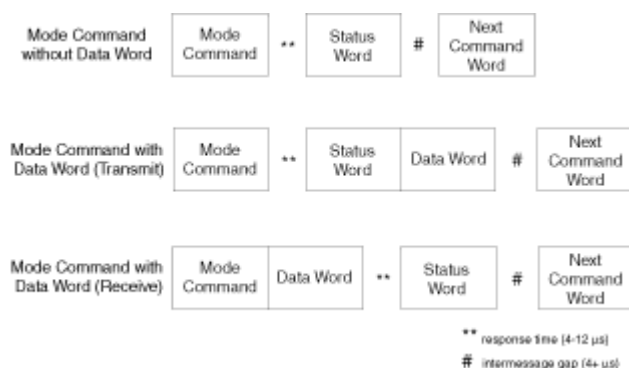 Mode Command
without Data Word
Mode
Command
**
Status
Word
#
Next
Command
Word
Mode Command with
Data Word (Transmit)
Mode
Command
**
Status
Word
Data Word
#
Next
Command
Word
Mode Command with
Data Word (Receive)
Mode
Command
Data Word
**
Status
Word
#
Next
Command
Word
** response time (4-12 µs)
# intermessage gap (4+ µs)